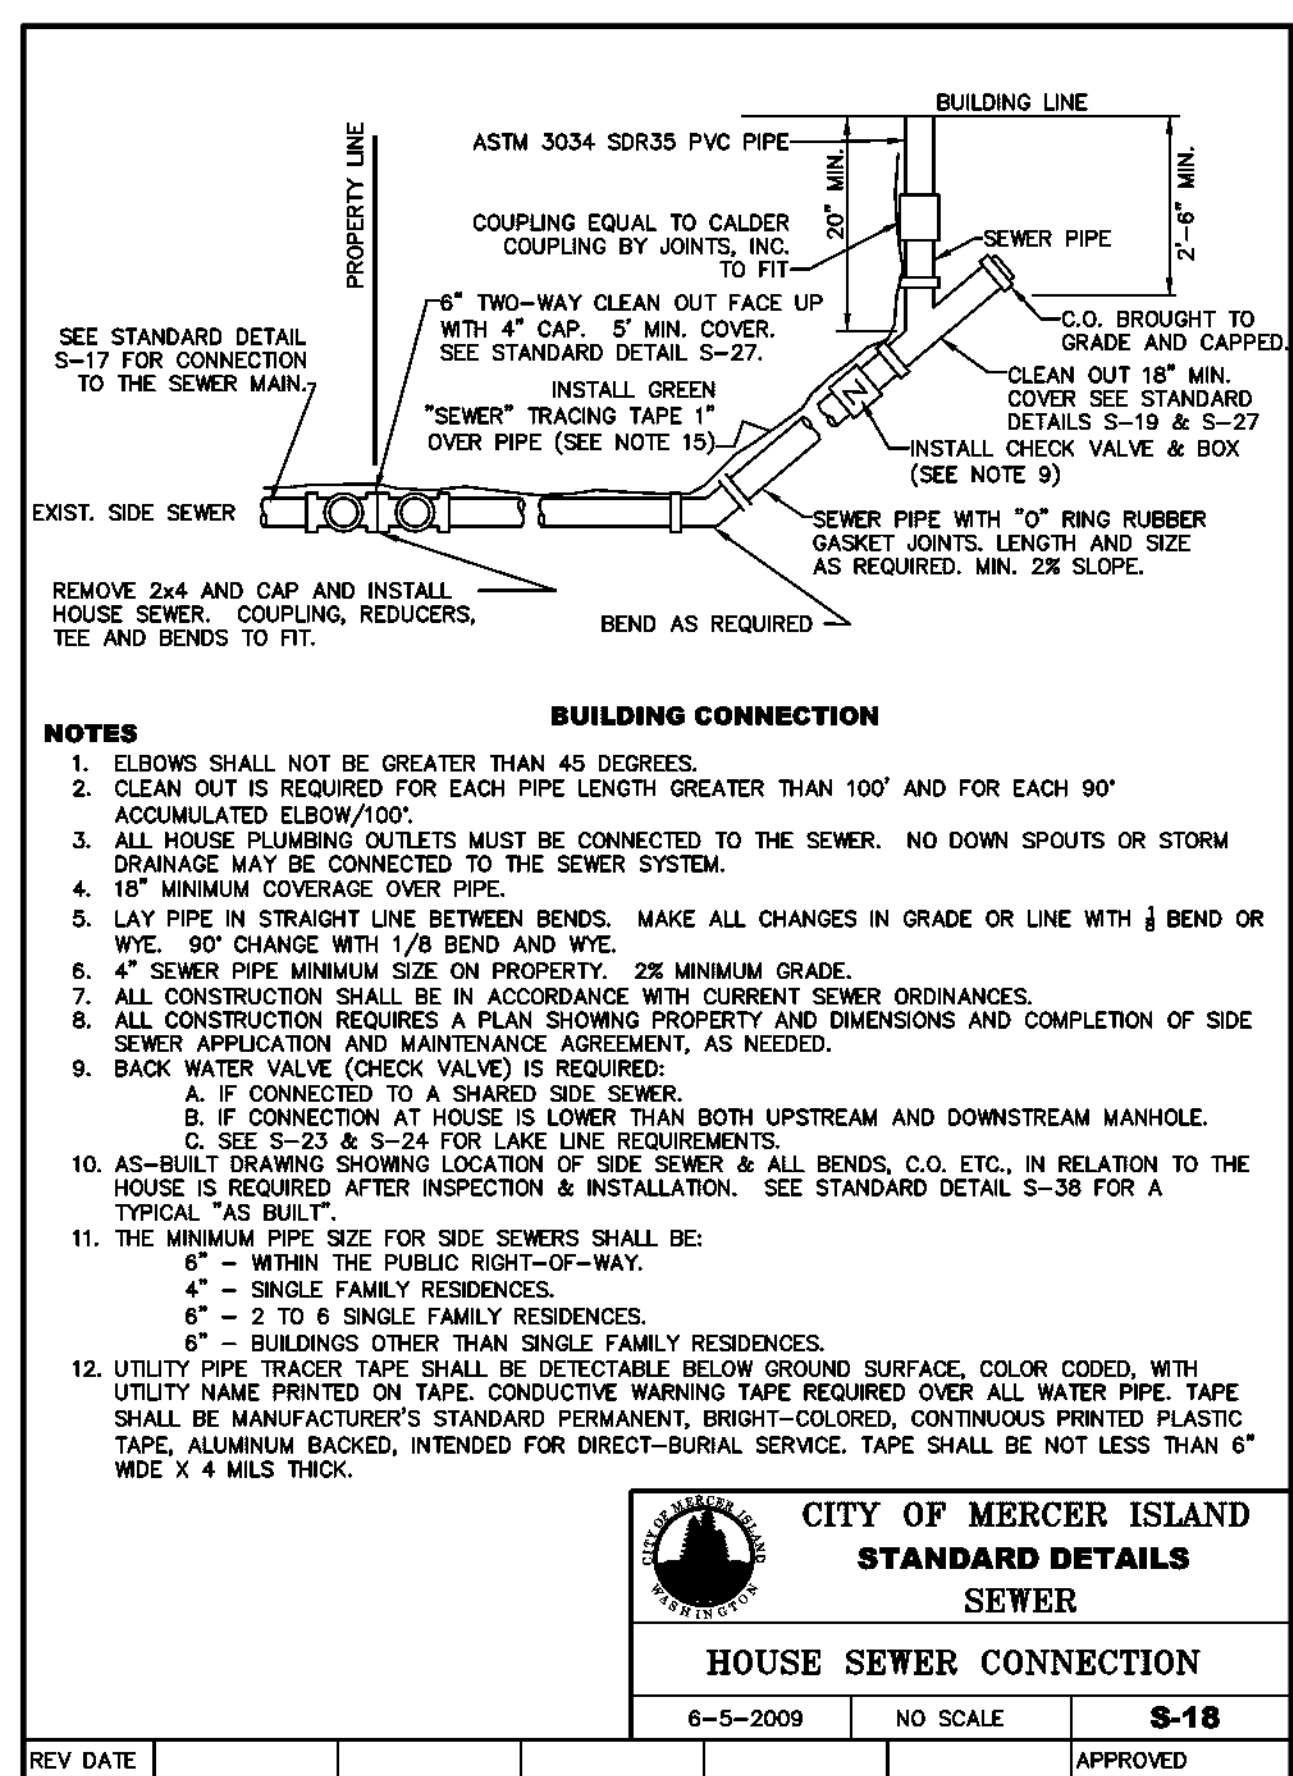 BUILDING LINE
PROPERTY LINE
ASTM 3034 SDR35 PVC PIPE
20" MIN.
2'-6" MIN.
COUPLING EQUAL TO CALDER
COUPLING BY JOINTS, INC.
TO FIT
SEWER PIPE
6" TWO-WAY CLEAN OUT FACE UP
WITH 4" CAP. 5' MIN. COVER.
SEE STANDARD DETAIL S-27.
C.O. BROUGHT TO
GRADE AND CAPPED.
SEE STANDARD DETAIL
S-17 FOR CONNECTION
TO THE SEWER MAIN.
INSTALL GREEN
"SEWER" TRACING TAPE 1"
OVER PIPE (SEE NOTE 15)
CLEAN OUT 18" MIN.
COVER SEE STANDARD
DETAILS S-19 & S-27
N
INSTALL CHECK VALVE & BOX
(SEE NOTE 9)
EXIST. SIDE SEWER
SEWER PIPE WITH "O" RING RUBBER
GASKET JOINTS. LENGTH AND SIZE
AS REQUIRED. MIN. 2% SLOPE.
REMOVE 2x4 AND CAP AND INSTALL
HOUSE SEWER. COUPLING, REDUCERS,
TEE AND BENDS TO FIT.
BEND AS REQUIRED
BUILDING CONNECTION
NOTES
1. ELBOWS SHALL NOT BE GREATER THAN 45 DEGREES.
2. CLEAN OUT IS REQUIRED FOR EACH PIPE LENGTH GREATER THAN 100' AND FOR EACH 90°
ACCUMULATED ELBOW/100°.
3. ALL HOUSE PLUMBING OUTLETS MUST BE CONNECTED TO THE SEWER. NO DOWN SPOUTS OR STORM
DRAINAGE MAY BE CONNECTED TO THE SEWER SYSTEM.
4. 18" MINIMUM COVERAGE OVER PIPE.
5. LAY PIPE IN STRAIGHT LINE BETWEEN BENDS. MAKE ALL CHANGES IN GRADE OR LINE WITH 1/8 BEND OR
WYE. 90° CHANGE WITH 1/8 BEND AND WYE.
6. 4" SEWER PIPE MINIMUM SIZE ON PROPERTY. 2% MINIMUM GRADE.
7. ALL CONSTRUCTION SHALL BE IN ACCORDANCE WITH CURRENT SEWER ORDINANCES.
8. ALL CONSTRUCTION REQUIRES A PLAN SHOWING PROPERTY AND DIMENSIONS AND COMPLETION OF SIDE
SEWER APPLICATION AND MAINTENANCE AGREEMENT, AS NEEDED.
9. BACK WATER VALVE (CHECK VALVE) IS REQUIRED:
A. IF CONNECTED TO A SHARED SIDE SEWER.
B. IF CONNECTION AT HOUSE IS LOWER THAN BOTH UPSTREAM AND DOWNSTREAM MANHOLE.
C. SEE S-23 & S-24 FOR LAKE LINE REQUIREMENTS.
10. AS-BUILT DRAWING SHOWING LOCATION OF SIDE SEWER & ALL BENDS, C.O. ETC., IN RELATION TO THE
HOUSE IS REQUIRED AFTER INSPECTION & INSTALLATION. SEE STANDARD DETAIL S-38 FOR A
TYPICAL "AS BUILT".
11. THE MINIMUM PIPE SIZE FOR SIDE SEWERS SHALL BE:
6" - WITHIN THE PUBLIC RIGHT-OF-WAY.
4" - SINGLE FAMILY RESIDENCES.
6" - 2 TO 6 SINGLE FAMILY RESIDENCES.
6" - BUILDINGS OTHER THAN SINGLE FAMILY RESIDENCES.
12. UTILITY PIPE TRACER TAPE SHALL BE DETECTABLE BELOW GROUND SURFACE, COLOR CODED, WITH
UTILITY NAME PRINTED ON TAPE. CONDUCTIVE WARNING TAPE REQUIRED OVER ALL WATER PIPE. TAPE
SHALL BE MANUFACTURER'S STANDARD PERMANENT, BRIGHT-COLORED, CONTINUOUS PRINTED PLASTIC
TAPE, ALUMINUM BACKED, INTENDED FOR DIRECT-BURIAL SERVICE. TAPE SHALL BE NOT LESS THAN 6"
WIDE X 4 MILS THICK.
CITY OF MERCER ISLAND
WASHINGTON
CITY OF MERCER ISLAND
STANDARD DETAILS
SEWER
HOUSE SEWER CONNECTION
6-5-2009 NO SCALE S-18
REV DATE APPROVED